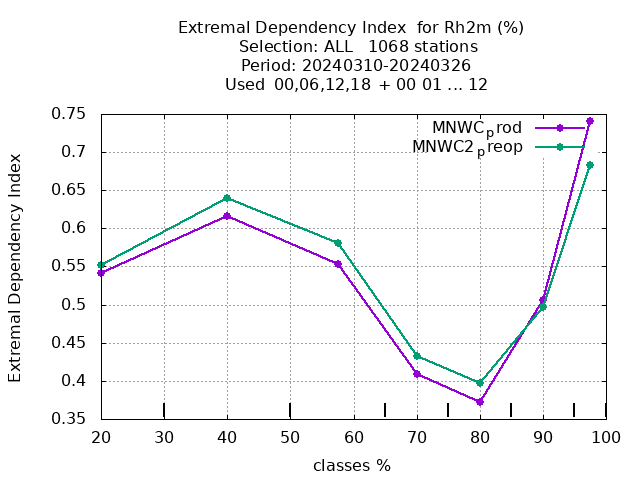 Extremal Dependency Index  for Rh2m (%)
Selection: ALL   1068 stations
Period: 20240310-20240326
Used  00,06,12,18 + 00 01 ... 12
MNWCprod
MNWC2preop
Extremal Dependency Index
0.75
0.7
0.65
0.6
0.55
0.5
0.45
0.4
0.35
20 30 40 50 60 70 80 90 100
classes %